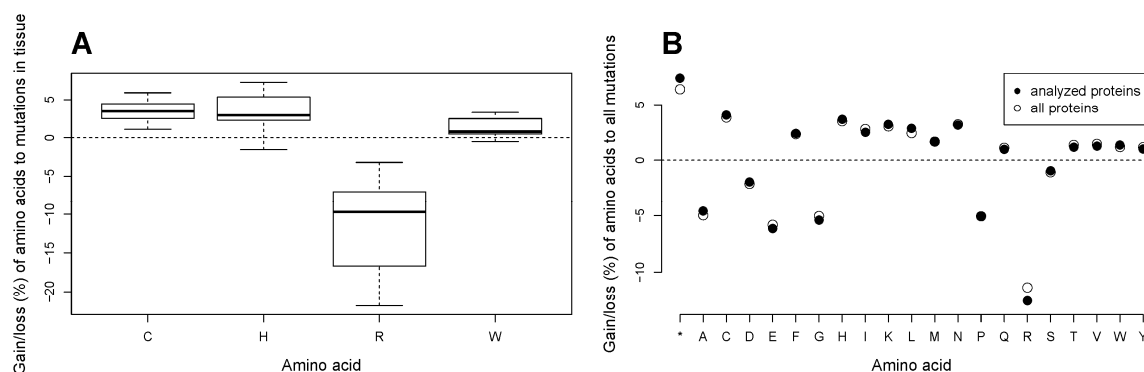 A
Gain/loss (%) of amino acids to mutations in tissue
5
0
−5
−10
−15
−20
C H R W
Amino acid
B
Gain/loss (%) of amino acids to all mutations
5
0
−5
−10
analyzed proteins
all proteins
* A C D E F G H I K L M N P Q R S T V W Y
Amino acid